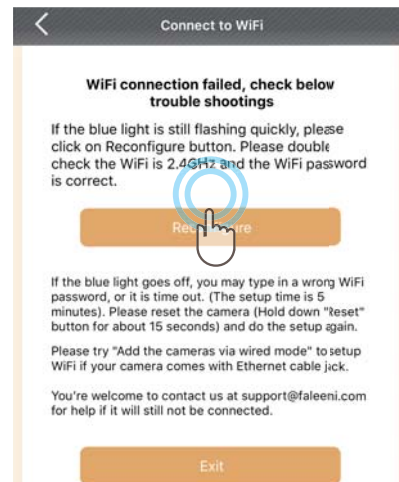 Connect to WiFi
WiFi connection failed, check below
trouble shootings
If the blue light is still flashing quickly, please
click on Reconfigure button. Please double
check the WiFi is 2.4GHz and the WiFi password
is correct.
Reconfigure
If the blue light goes off, you may type in a wrong WiFi
password, or it is time out. (The setup time is 5
minutes). Please reset the camera (Hold down "Reset"
button for about 15 seconds) and do the setup again.
Please try "Add the cameras via wired mode" to setup
WiFi if your camera comes with Ethernet cable jack.
You're welcome to contact us at support@faleeni.com
for help if it will still not be connected.
Exit